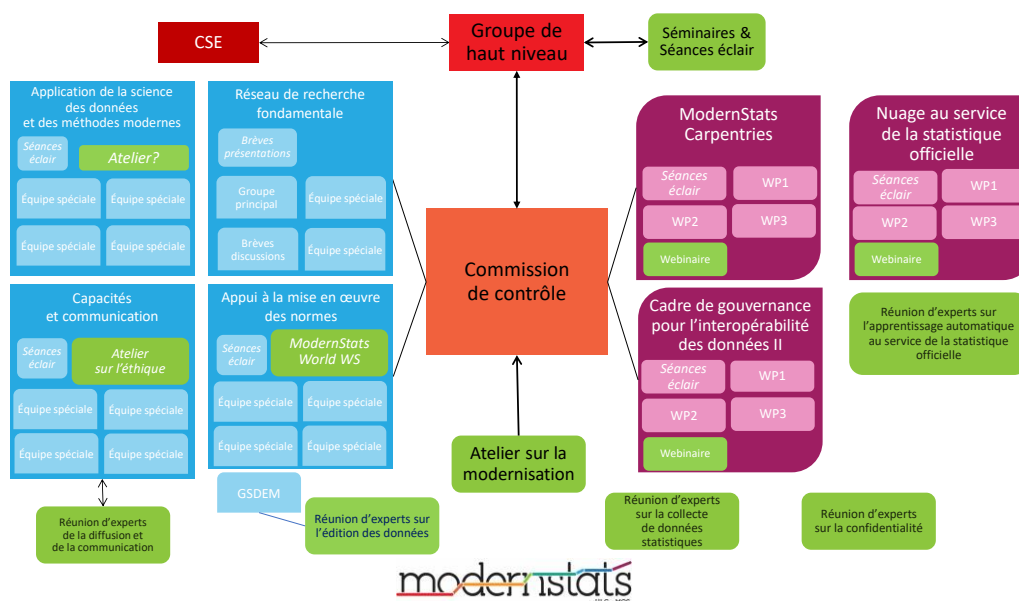 CSE
Groupe de
haut niveau
Séminaires &
Séances éclair
Application de la science
des données
et des méthodes modernes
Séances
éclair
Atelier?
Équipe spéciale
Équipe spéciale
Équipe spéciale
Équipe spéciale
Réseau de recherche
fondamentale
Brèves
présentations
Groupe
principal
Équipe spéciale
Brèves
discussions
Équipe spéciale
Capacités
et communication
Séances
éclair
Atelier
sur l'éthique
Équipe spéciale
Équipe spéciale
Équipe spéciale
Équipe spéciale
Appui à la mise en œuvre
des normes
Séances
éclair
ModernStats
World WS
Équipe spéciale
Équipe spéciale
Équipe spéciale
Équipe spéciale
Commission
de contrôle
ModernStats
Carpentries
Séances
éclair
WP1
WP2
WP3
Webinaire
Nuage au service
de la statistique
officielle
Séances
éclair
WP1
WP2
WP3
Webinaire
Cadre de gouvernance
pour l'interopérabilité
des données II
Séances
éclair
WP1
WP2
WP3
Webinaire
Réunion d'experts sur
l'apprentissage automatique
au service de la statistique
officielle
Atelier sur la
modernisation
GSDEM
Réunion d'experts sur
l'édition des données
Réunion d'experts
de la diffusion et
de la communication
Réunion d'experts
sur la collecte
de données
statistiques
Réunion d'experts
sur la confidentialité
modernstats